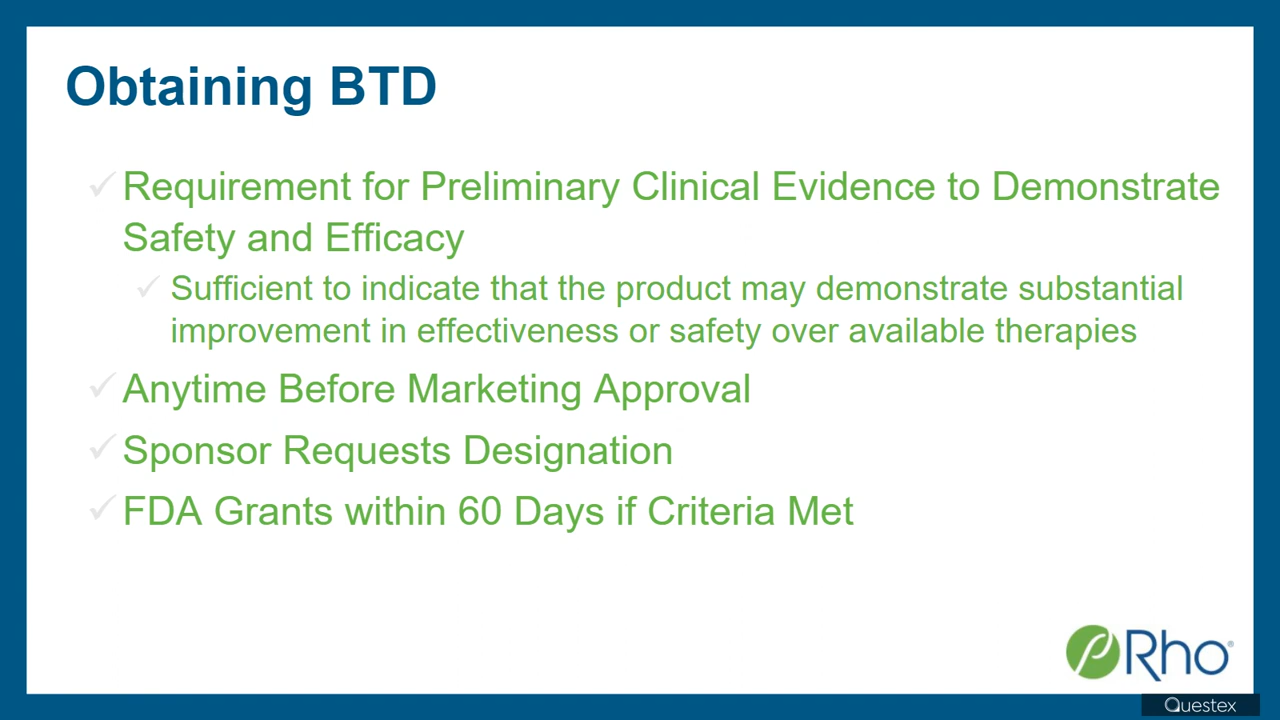 Obtaining BTD
Requirement for Preliminary Clinical Evidence to Demonstrate
Safety and Efficacy
Sufficient to indicate that the product may demonstrate substantial
improvement in effectiveness or safety over available therapies
Anytime Before Marketing Approval
Sponsor Requests Designation
FDA Grants within 60 Days if Criteria Met
Rho®
Questex